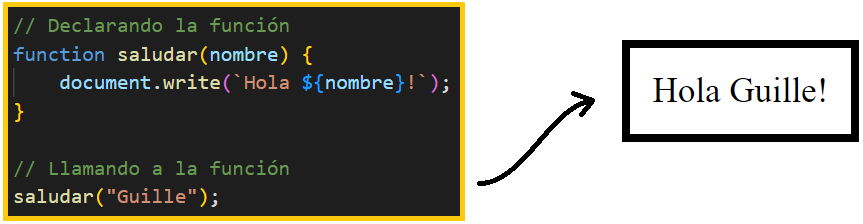 // Declarando la función
function saludar(nombre) {
    document.write(`Hola ${nombre}!`);
}
// Llamando a la función
saludar("Guille");
Hola Guille!